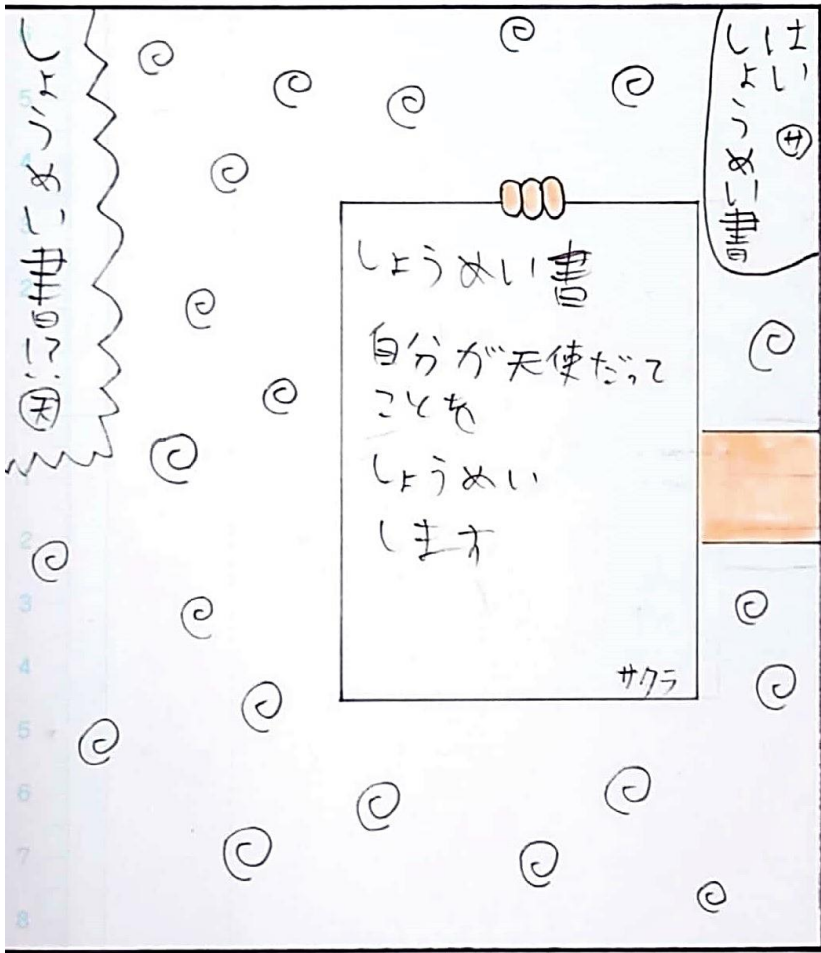 はい ㋚
しょうめい書
しょうめい書
自分が天使だって
ことを
しょうめい
します
サクラ
しょうめい書!? ㊝